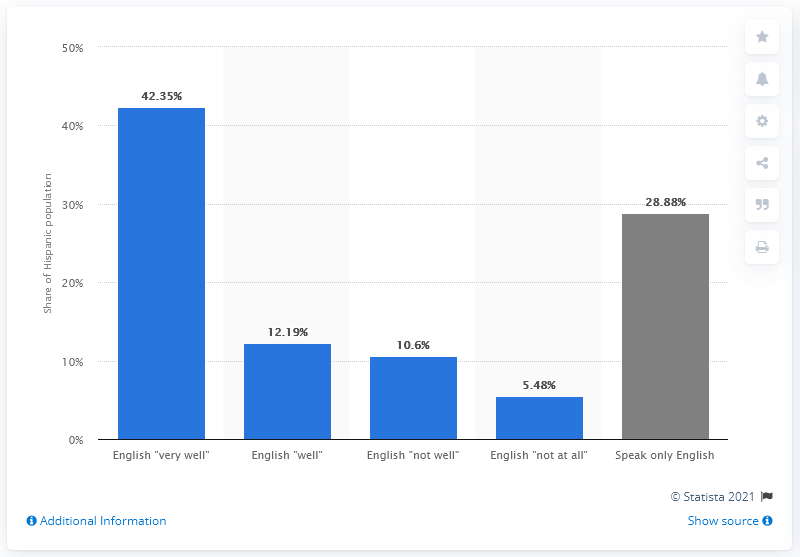 50%
40%
30%
20%
10%
0%
Share of Hispanic population
42.35%
12.19%
10.6%
5.48%
28.88%
English "very well"
English "well"
English "not well"
English "not at all"
Speak only English
© Statista 2021
Additional Information
Show source